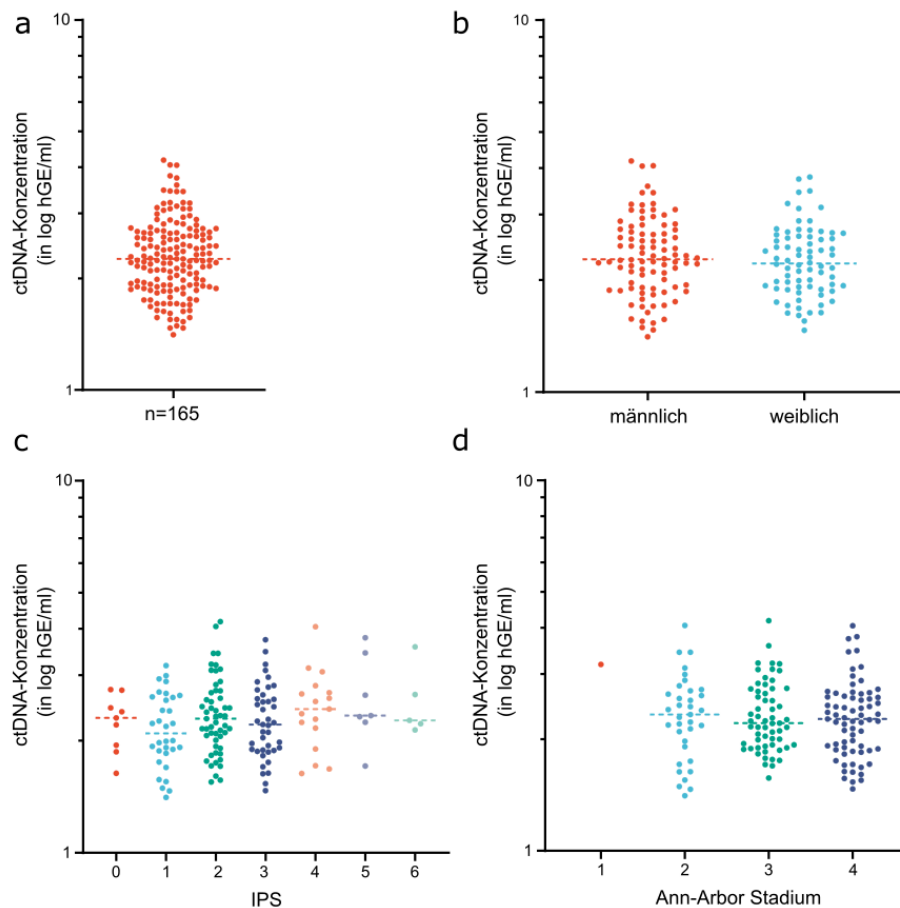 a
10
1
ctDNA-Konzentration
(in log hGE/ml)
n=165
b
10
1
ctDNA-Konzentration
(in log hGE/ml)
männlich weiblich
c
10
1
ctDNA-Konzentration
(in log hGE/ml)
0 1 2 3 4 5 6
IPS
d
10
1
ctDNA-Konzentration
(in log hGE/ml)
1 2 3 4
Ann-Arbor Stadium